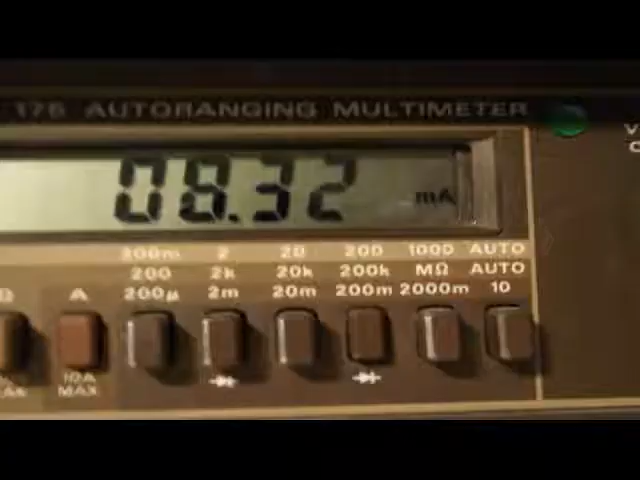 176 AUTORANGING MULTIMETER
V
08.32 mA
200m 2 20 200 1000 AUTO
200 2k 20k 200k MΩ AUTO
A 200µ 2m 20m 200m 2000m 10
10A
MAX